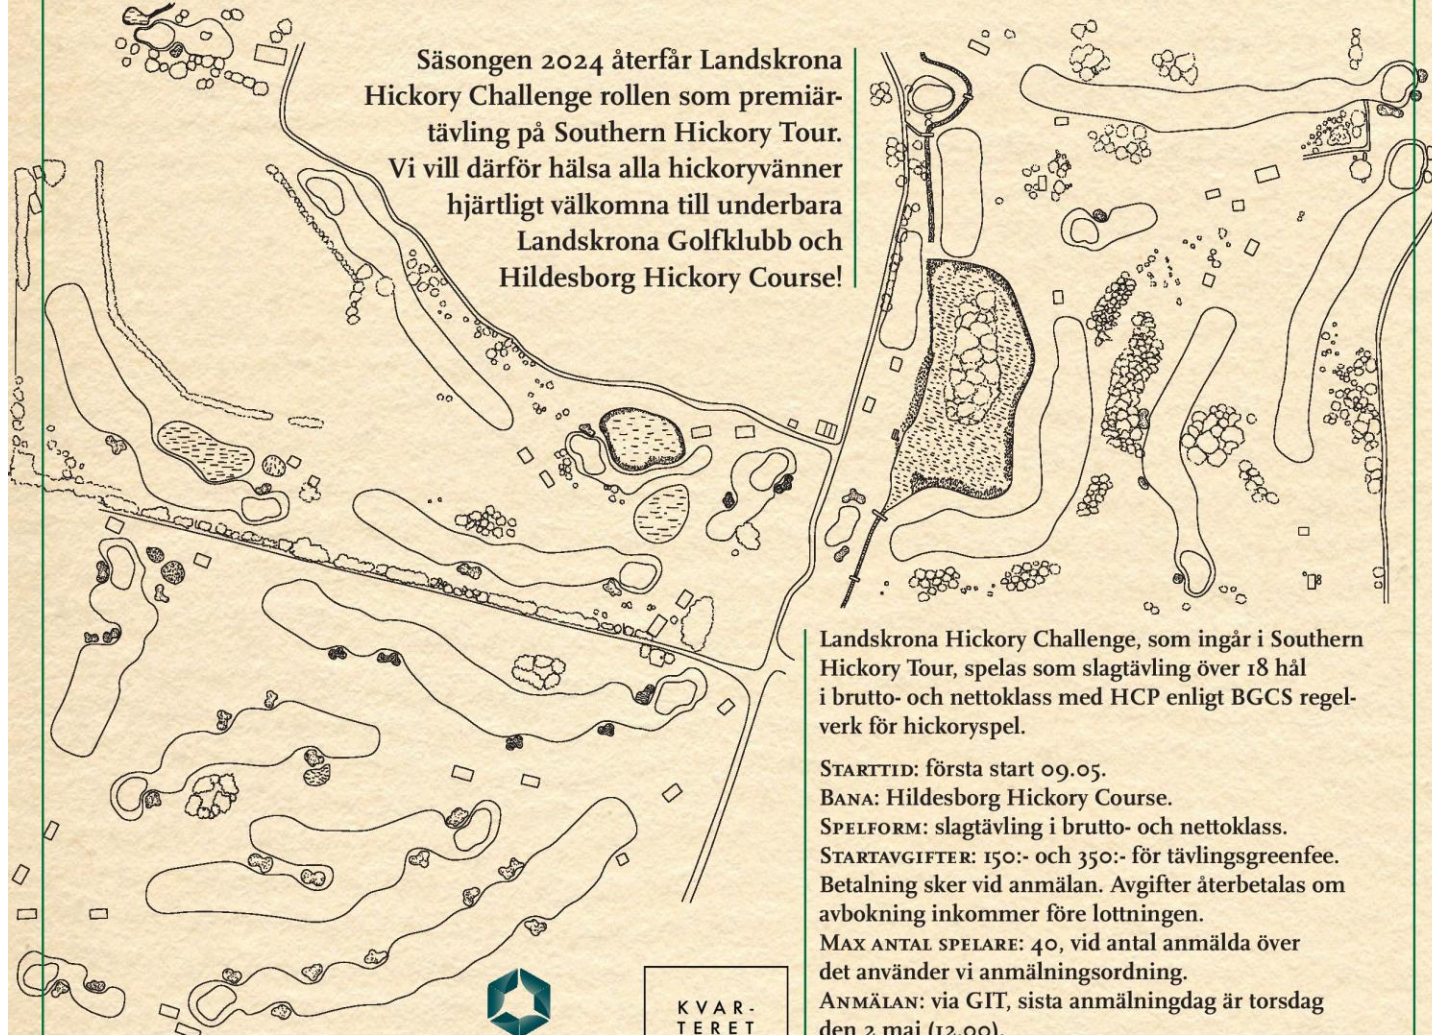 Säsongen 2024 återfår Landskrona
Hickory Challenge rollen som premiär-
tävling på Southern Hickory Tour.
Vi vill därför hälsa alla hickoryvänner
hjärtligt välkomna till underbara
Landskrona Golfklubb och
Hildesborg Hickory Course!
Landskrona Hickory Challenge, som ingår i Southern
Hickory Tour, spelas som slagtävling över 18 hål
i brutto- och nettoklass med HCP enligt BGCS regel-
verk för hickoryspel.
STARTTID: första start 09.05.
BANA: Hildesborg Hickory Course.
SPELFORM: slagtävling i brutto- och nettoklass.
STARTAVGIFTER: 150:- och 350:- för tävlingsgreenfee.
Betalning sker vid anmälan. Avgifter återbetalas om
avbokning inkommer före lottningen.
MAX ANTAL SPELARE: 40, vid antal anmälda över
det använder vi anmälningsordning.
ANMÄLAN: via GIT, sista anmälningdag är torsdag
den 2 maj (12.00).
KVAR-
TERET